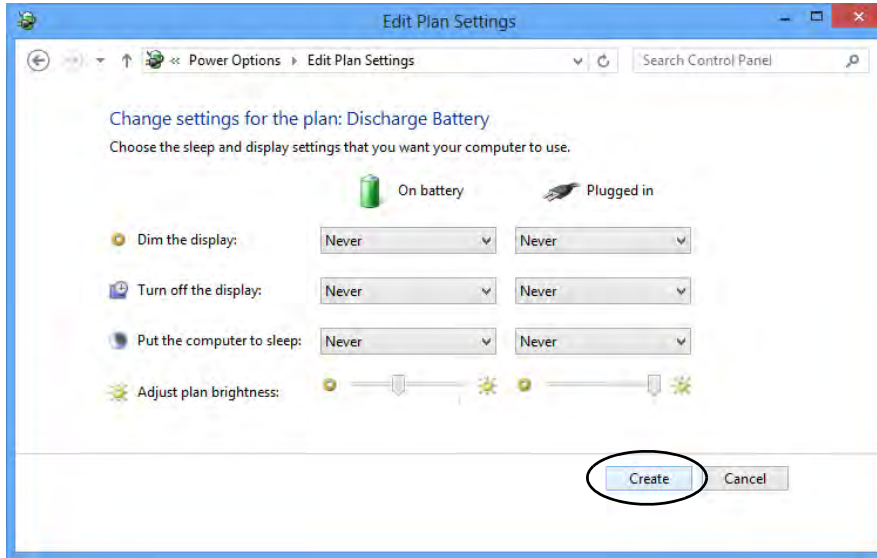 Edit Plan Settings
« Power Options Edit Plan Settings Search Control Panel
Change settings for the plan: Discharge Battery
Choose the sleep and display settings that you want your computer to use.
On battery Plugged in
Dim the display: Never Never
Turn off the display: Never Never
Put the computer to sleep: Never Never
Adjust plan brightness:
Create Cancel